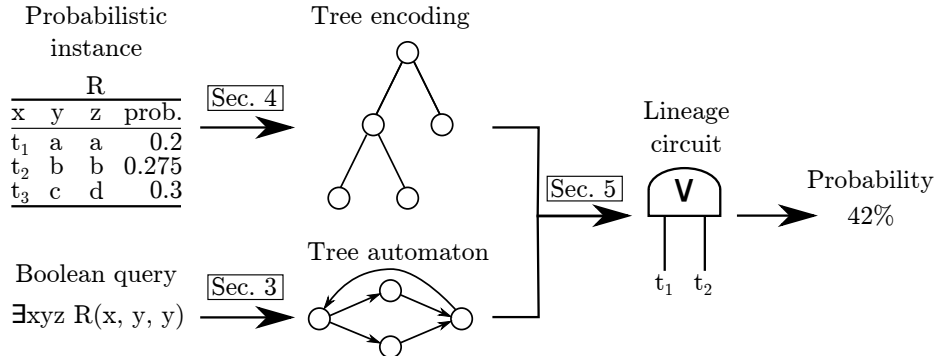 Probabilistic
instance
R
x y z prob.
t₁ a a 0.2
t₂ b b 0.275
t₃ c d 0.3
Sec. 4
Tree encoding
Boolean query
∃xyz R(x, y, y)
Sec. 3
Tree automaton
Sec. 5
Lineage
circuit
V
t₁ t₂
Probability
42%